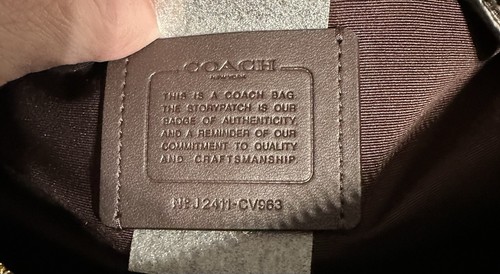 COACH
NEW YORK
THIS IS A COACH BAG.
THE STORYPATCH IS OUR
BADGE OF AUTHENTICITY,
AND A REMINDER OF OUR
COMMITMENT TO QUALITY
AND CRAFTSMANSHIP.
Nº J2411-CV963